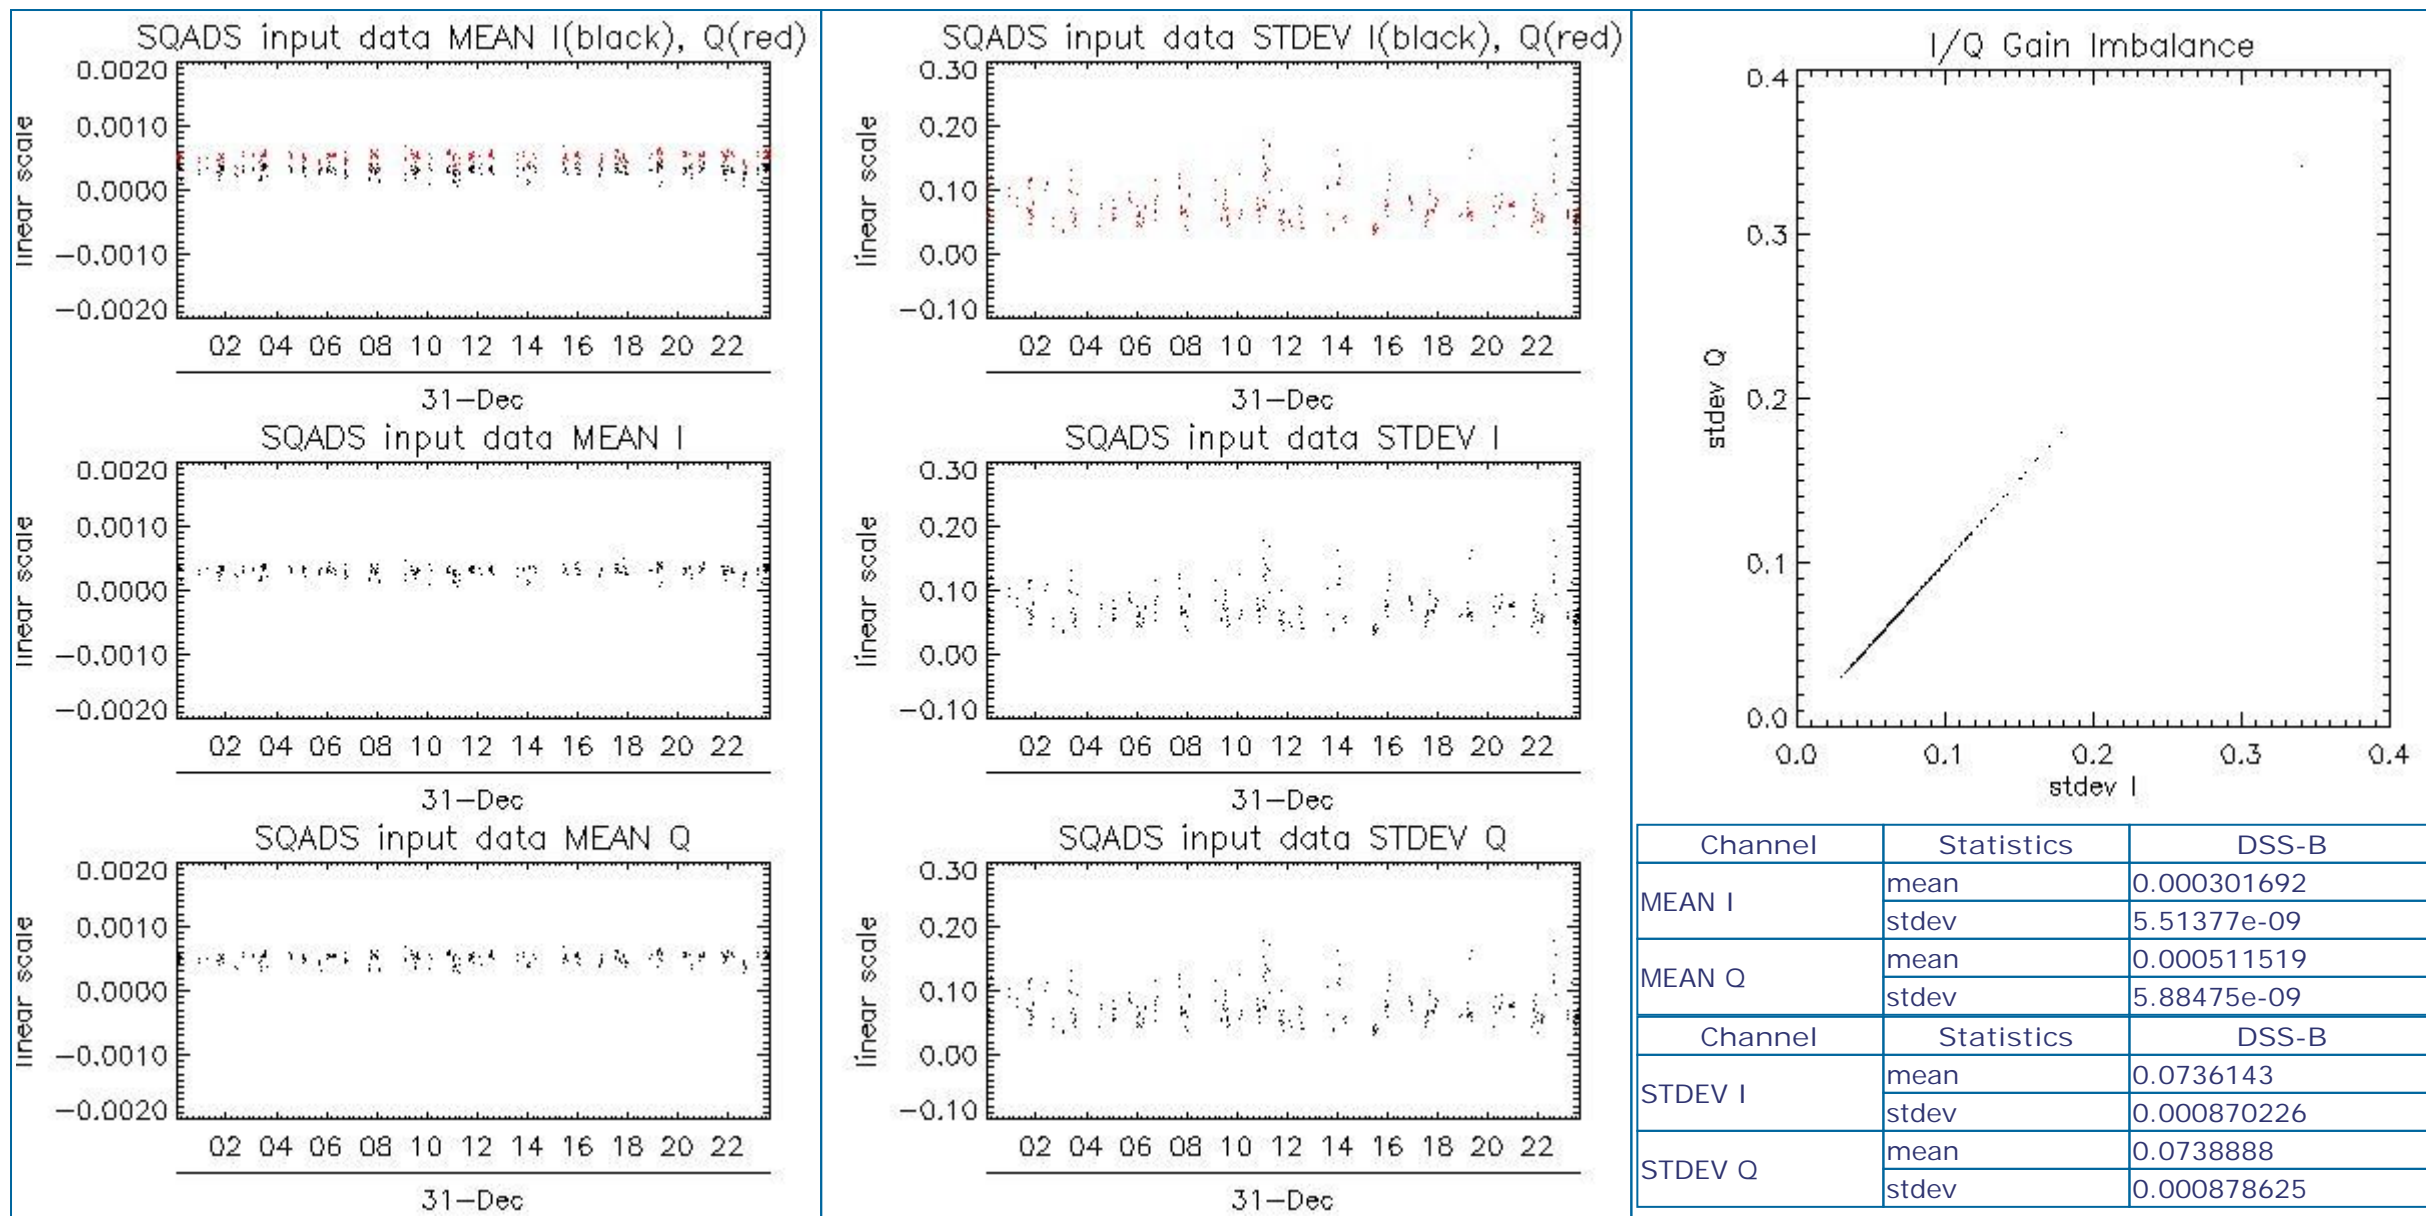 SQADS input data MEAN I(black), Q(red)
linear scale
0.0020
0.0010
0.0000
−0.0010
−0.0020
02 04 06 08 10 12 14 16 18 20 22
31−Dec
SQADS input data MEAN I
linear scale
0.0020
0.0010
0.0000
−0.0010
−0.0020
02 04 06 08 10 12 14 16 18 20 22
31−Dec
SQADS input data MEAN Q
linear scale
0.0020
0.0010
0.0000
−0.0010
−0.0020
02 04 06 08 10 12 14 16 18 20 22
31−Dec
SQADS input data STDEV I(black), Q(red)
linear scale
0.30
0.20
0.10
0.00
−0.10
02 04 06 08 10 12 14 16 18 20 22
31−Dec
SQADS input data STDEV I
linear scale
0.30
0.20
0.10
0.00
−0.10
02 04 06 08 10 12 14 16 18 20 22
31−Dec
SQADS input data STDEV Q
linear scale
0.30
0.20
0.10
0.00
−0.10
02 04 06 08 10 12 14 16 18 20 22
31−Dec
I/Q Gain Imbalance
stdev Q
0.4
0.3
0.2
0.1
0.0
0.0 0.1 0.2 0.3 0.4
stdev I
Channel Statistics DSS-B
MEAN I mean 0.000301692
stdev 5.51377e-09
MEAN Q mean 0.000511519
stdev 5.88475e-09
Channel Statistics DSS-B
STDEV I mean 0.0736143
stdev 0.000870226
STDEV Q mean 0.0738888
stdev 0.000878625